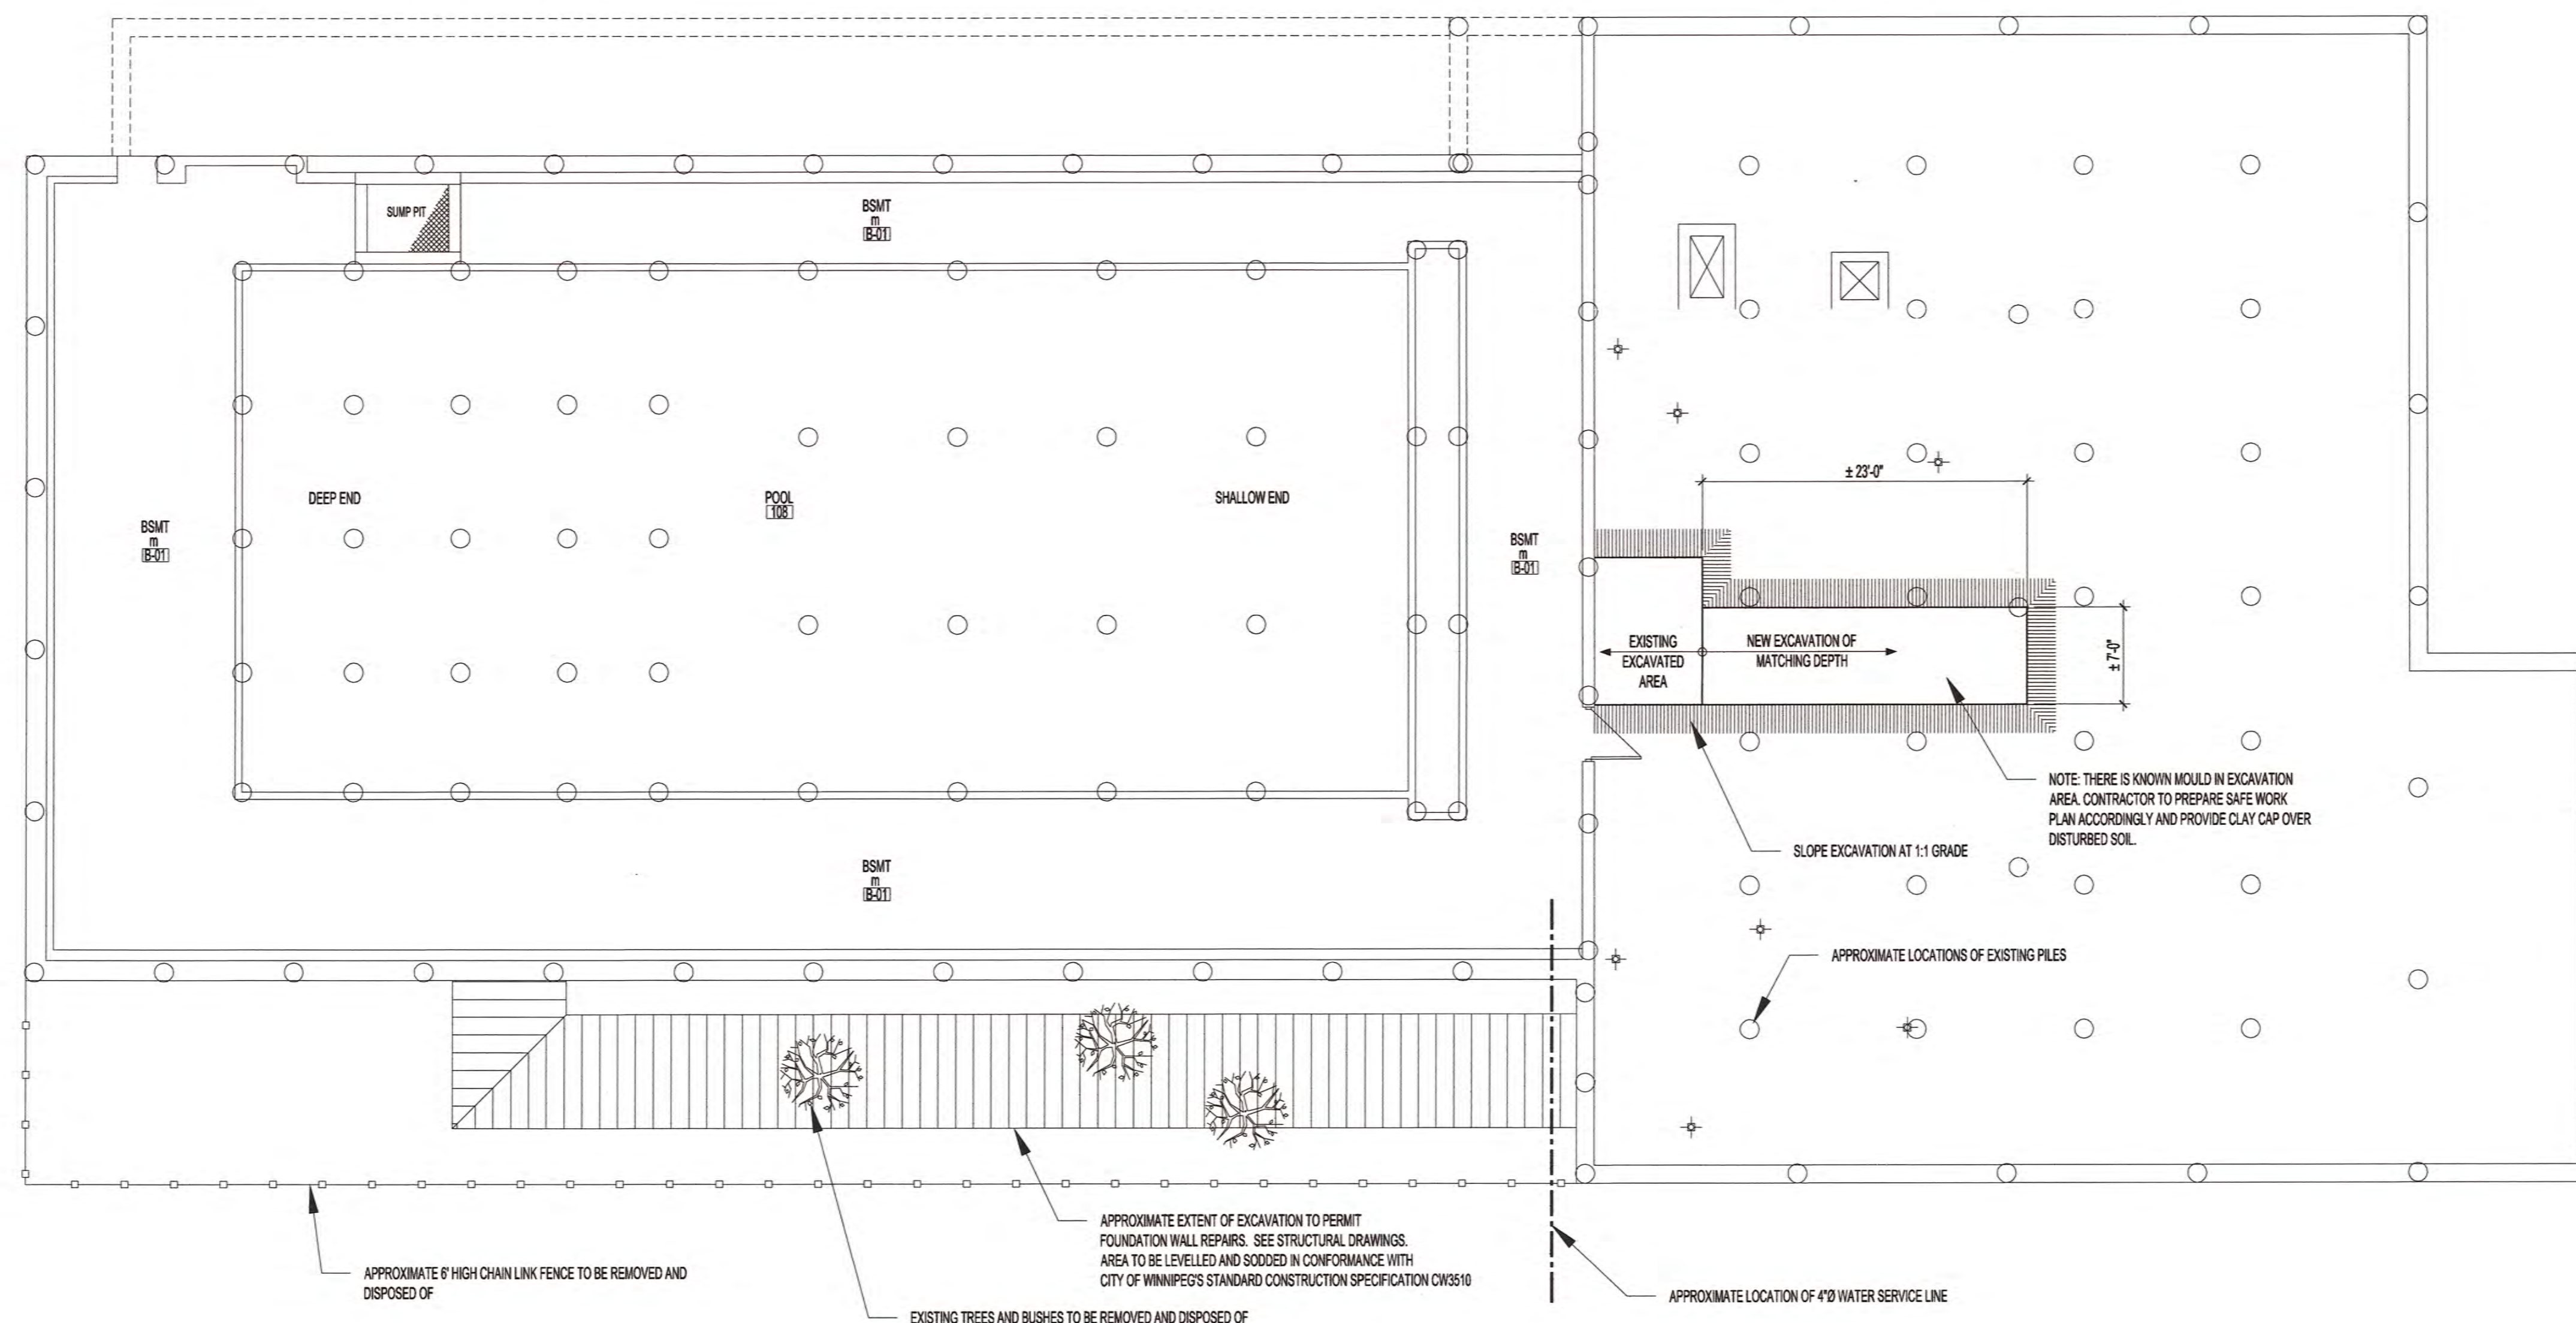 SUMP PIT
BSMT
m
B-01
DEEP END
POOL
108
SHALLOW END
BSMT
m
B-01
BSMT
m
B-01
± 23'-0"
EXISTING
EXCAVATED
AREA
NEW EXCAVATION OF
MATCHING DEPTH
± 7'-0"
NOTE: THERE IS KNOWN MOULD IN EXCAVATION
AREA. CONTRACTOR TO PREPARE SAFE WORK
PLAN ACCORDINGLY AND PROVIDE CLAY CAP OVER
DISTURBED SOIL.
SLOPE EXCAVATION AT 1:1 GRADE
BSMT
m
B-01
APPROXIMATE LOCATIONS OF EXISTING PILES
APPROXIMATE EXTENT OF EXCAVATION TO PERMIT
FOUNDATION WALL REPAIRS. SEE STRUCTURAL DRAWINGS.
AREA TO BE LEVELLED AND SODDED IN CONFORMANCE WITH
CITY OF WINNIPEG'S STANDARD CONSTRUCTION SPECIFICATION CW3510
APPROXIMATE 6' HIGH CHAIN LINK FENCE TO BE REMOVED AND
DISPOSED OF
APPROXIMATE LOCATION OF 4"Ø WATER SERVICE LINE
EXISTING TREES AND BUSHES TO BE REMOVED AND DISPOSED OF